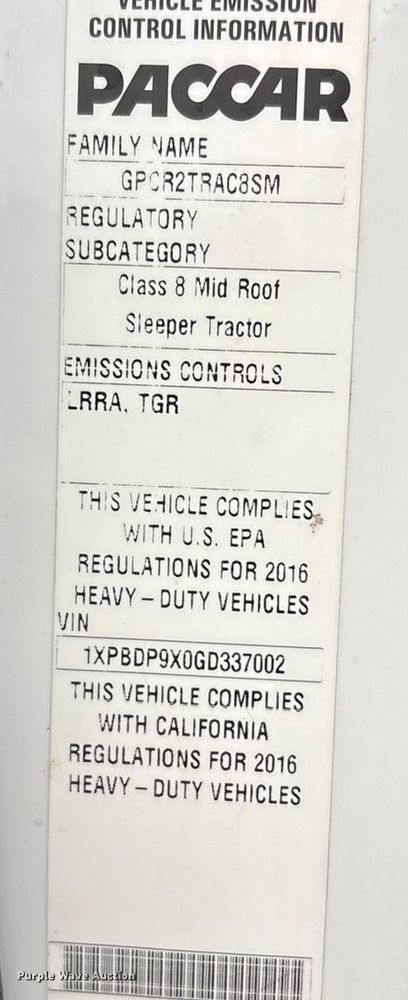 VEHICLE EMISSION
CONTROL INFORMATION
PACCAR
FAMILY NAME
GPCR2TRAC8SM
REGULATORY
SUBCATEGORY
Class 8 Mid Roof
Sleeper Tractor
EMISSIONS CONTROLS
LRRA, TGR
THIS VEHICLE COMPLIES
WITH U.S. EPA
REGULATIONS FOR 2016
HEAVY – DUTY VEHICLES
VIN
1XPBDP9X0GD337002
THIS VEHICLE COMPLIES
WITH CALIFORNIA
REGULATIONS FOR 2016
HEAVY – DUTY VEHICLES
Purple Wave Auction